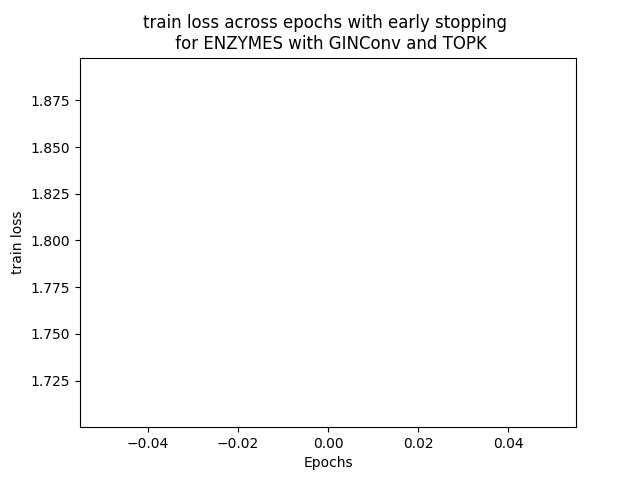 train loss across epochs with early stopping
for ENZYMES with GINConv and TOPK
1.875
1.850
1.825
1.800
1.775
1.750
1.725
train loss
−0.04 −0.02 0.00 0.02 0.04
Epochs